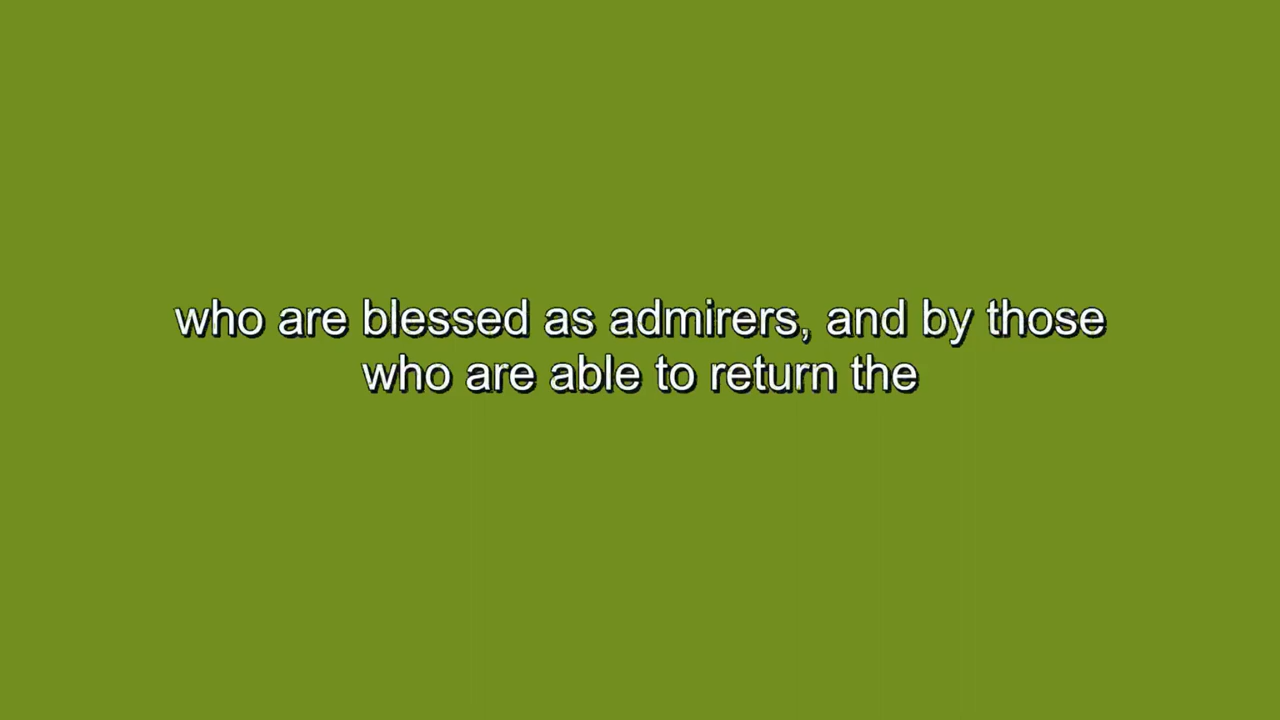 who are blessed as admirers, and by those
who are able to return the